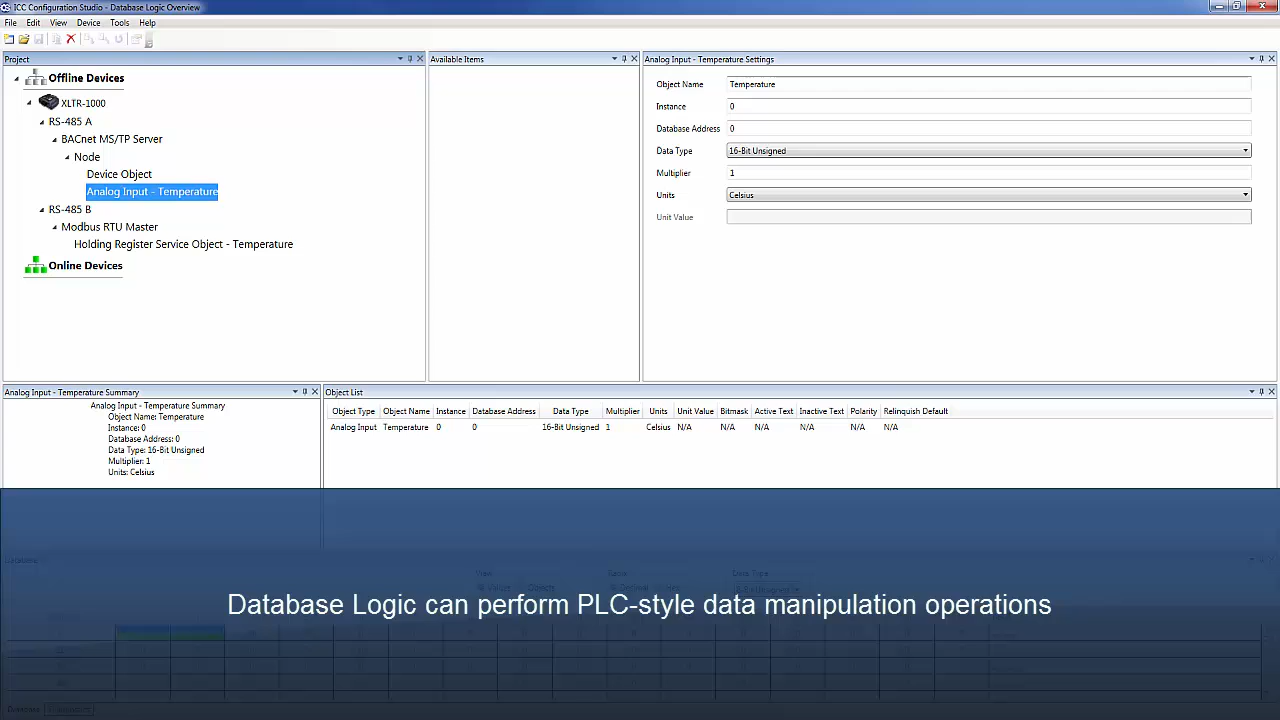 ICC Configuration Studio - Database Logic Overview
File Edit View Device Tools Help
Project
Offline Devices
XLTR-1000
RS-485 A
BACnet MS/TP Server
Node
Device Object
Analog Input - Temperature
RS-485 B
Modbus RTU Master
Holding Register Service Object - Temperature
Online Devices
Available Items
Analog Input - Temperature Settings
Object Name Temperature
Instance 0
Database Address 0
Data Type 16-Bit Unsigned
Multiplier 1
Units Celsius
Unit Value
Analog Input - Temperature Summary
Analog Input - Temperature Summary
Object Name: Temperature
Instance: 0
Database Address: 0
Data Type: 16-Bit Unsigned
Multiplier: 1
Units: Celsius
Object List
Object Type Object Name Instance Database Address Data Type Multiplier Units Unit Value Bitmask Active Text Inactive Text Polarity Relinquish Default
Analog Input Temperature 0 0 16-Bit Unsigned 1 Celsius N/A N/A N/A N/A N/A N/A
Database Logic can perform PLC-style data manipulation operations